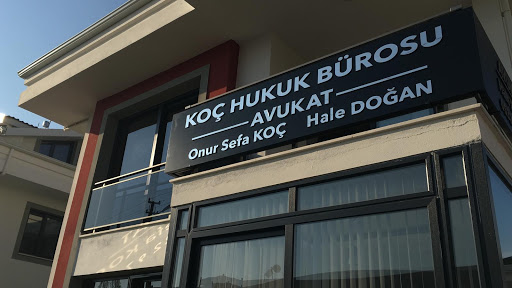 KOÇ HUKUK BÜROSU
AVUKAT
Onur Sefa KOÇ Hale DOĞAN